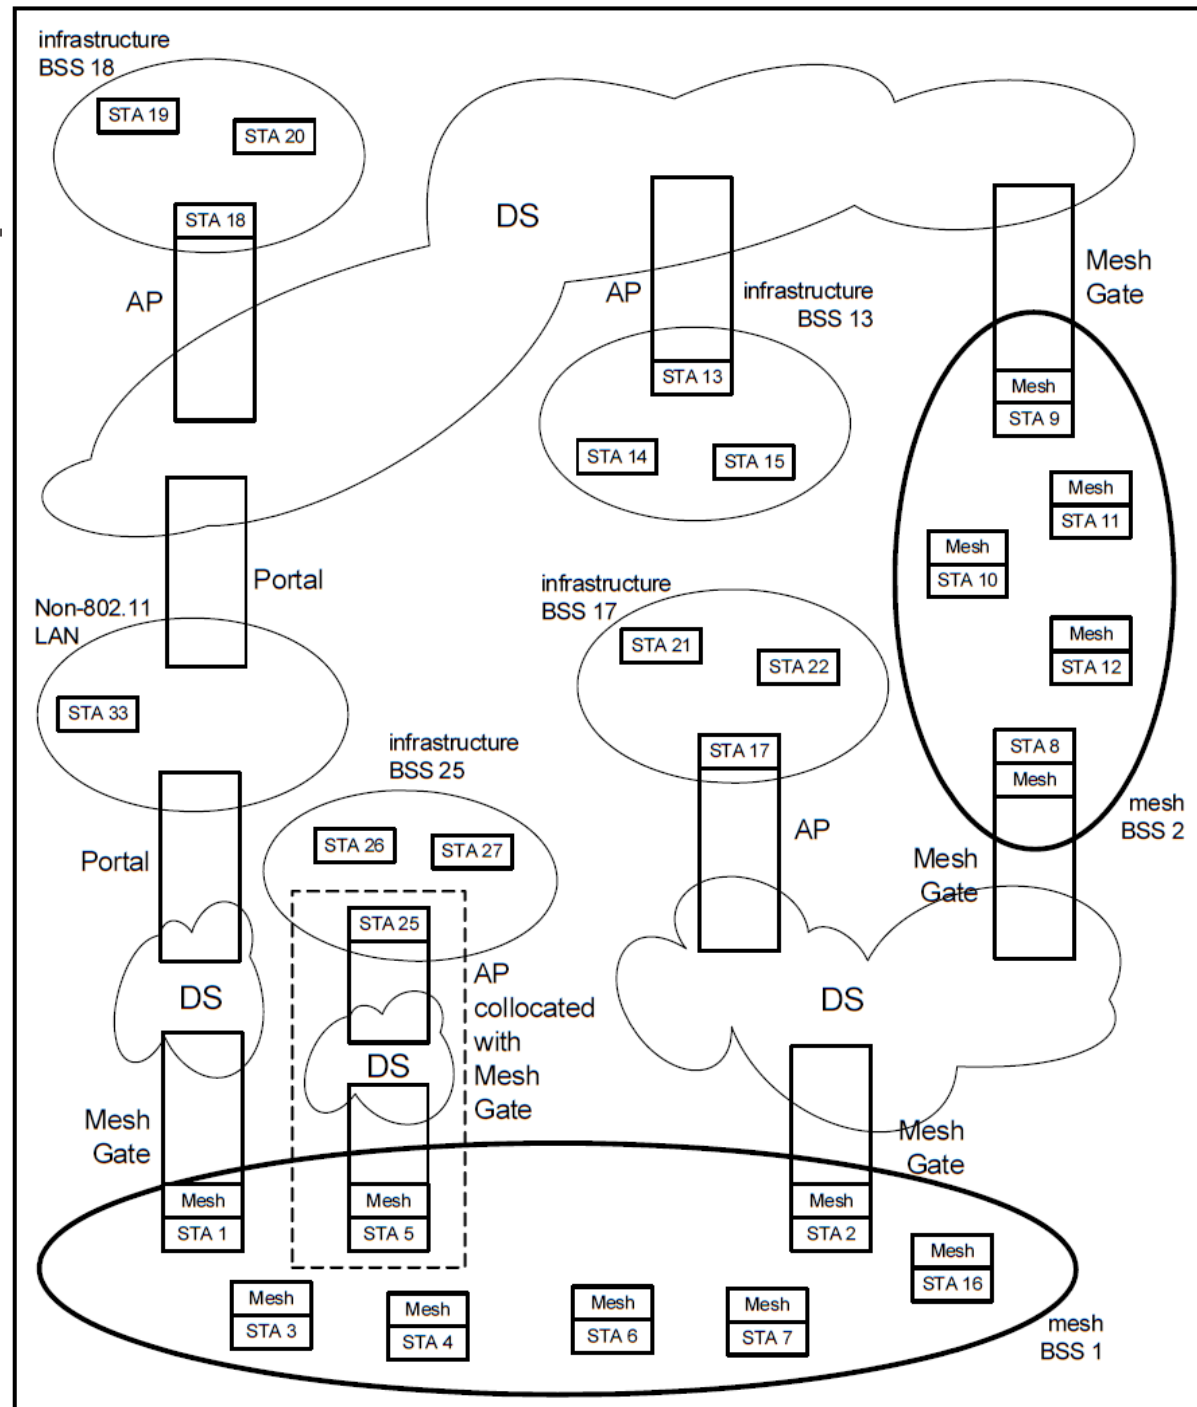 infrastructure
BSS 18
STA 19
STA 20
STA 18
AP
DS
AP
infrastructure
BSS 13
STA 13
STA 14
STA 15
Mesh
Gate
Mesh
STA 9
Mesh
STA 11
Mesh
STA 10
Mesh
STA 12
STA 8
Mesh
mesh
BSS 2
Mesh
Gate
Portal
Non-802.11
LAN
STA 33
infrastructure
BSS 17
STA 21
STA 22
STA 17
AP
infrastructure
BSS 25
STA 26
STA 27
STA 25
Portal
DS
DS
AP
collocated
with
Mesh
Gate
DS
Mesh
Gate
Mesh
Gate
Mesh
STA 1
Mesh
STA 5
Mesh
STA 2
Mesh
STA 16
Mesh
STA 3
Mesh
STA 4
Mesh
STA 6
Mesh
STA 7
mesh
BSS 1